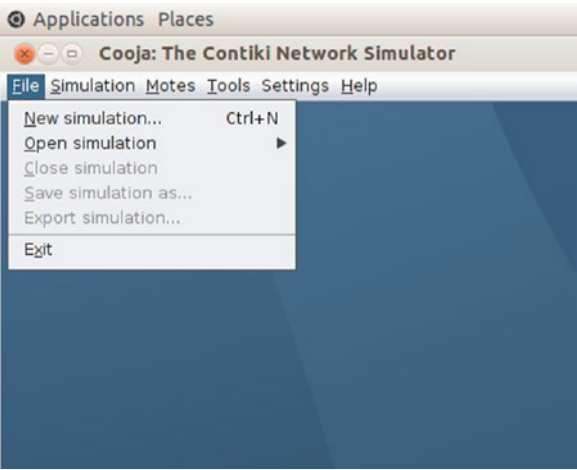 Applications Places
Cooja: The Contiki Network Simulator
File Simulation Motes Tools Settings Help
New simulation... Ctrl+N
Open simulation
Close simulation
Save simulation as...
Export simulation...
Exit